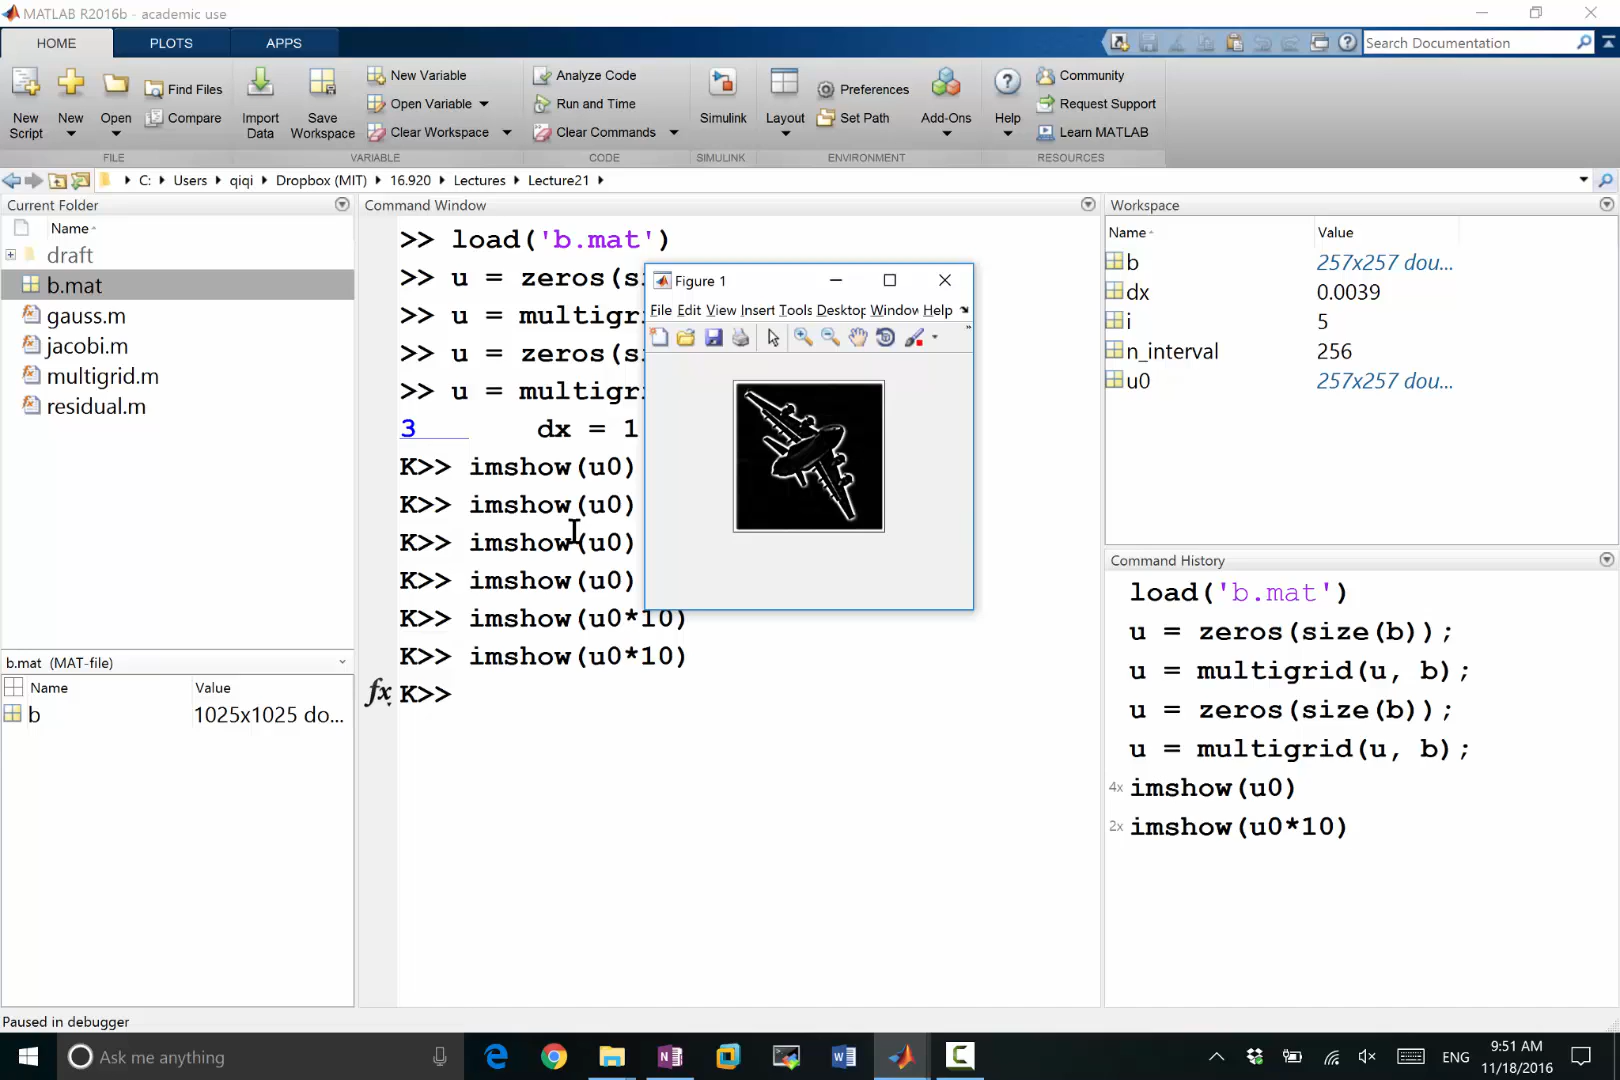 MATLAB R2016b - academic use
HOME PLOTS APPS
Search Documentation
New Script
New
Open
Find Files
Compare
Import Data
Save Workspace
New Variable
Open Variable
Clear Workspace
Analyze Code
Run and Time
Clear Commands
Simulink
Layout
Preferences
Set Path
Add-Ons
Help
Community
Request Support
Learn MATLAB
FILE VARIABLE CODE SIMULINK ENVIRONMENT RESOURCES
C: Users qiqi Dropbox (MIT) 16.920 Lectures Lecture21
Current Folder
Name
draft
b.mat
gauss.m
jacobi.m
multigrid.m
residual.m
b.mat (MAT-file)
Name Value
b 1025x1025 do...
Command Window
>> load('b.mat')
>> u = zeros(s
>> u = multigr
>> u = zeros(s
>> u = multigr
3 dx = 1
K>> imshow(u0)
K>> imshow(u0)
K>> imshow(u0)
K>> imshow(u0)
K>> imshow(u0*10)
K>> imshow(u0*10)
fx K>>
Figure 1
File Edit View Insert Tools Desktop Window Help
Workspace
Name Value
b 257x257 dou...
dx 0.0039
i 5
n_interval 256
u0 257x257 dou...
Command History
load('b.mat')
u = zeros(size(b));
u = multigrid(u, b);
u = zeros(size(b));
u = multigrid(u, b);
4x imshow(u0)
2x imshow(u0*10)
Paused in debugger
Ask me anything
ENG
9:51 AM
11/18/2016